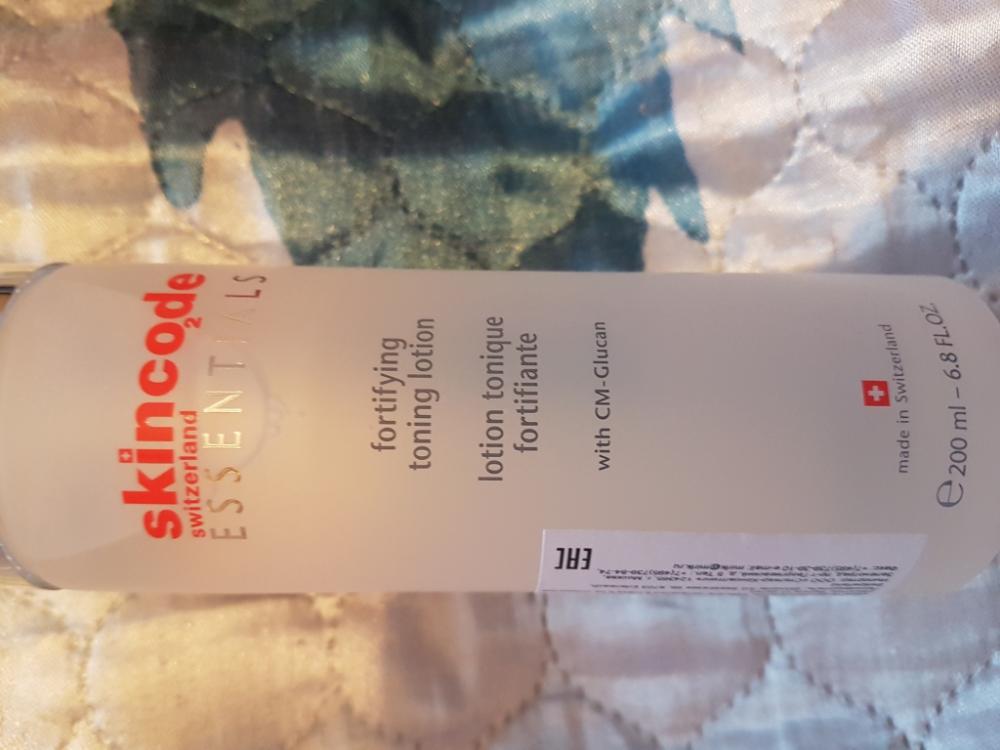 skincode
2
switzerland
ESSENTIALS
fortifying
toning lotion
lotion tonique
fortifiante
with CM-Glucan
made in Switzerland
℮ 200 ml – 6.8 FL.OZ.
EAC